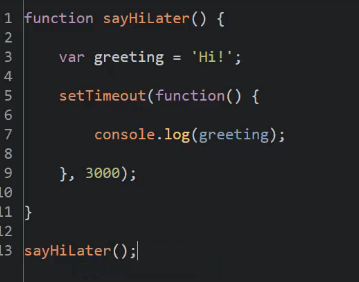 1 function sayHiLater() {
2
3     var greeting = 'Hi!';
4
5     setTimeout(function() {
6
7         console.log(greeting);
8
9     }, 3000);
10
11 }
12
13 sayHiLater();